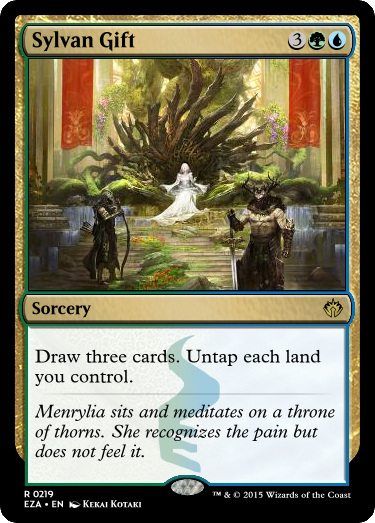 Sylvan Gift 3
Sorcery
Draw three cards. Untap each land
you control.
Menrylia sits and meditates on a throne
of thorns. She recognizes the pain but
does not feel it.
R 0219
EZA • EN Kekai Kotaki
™ & © 2015 Wizards of the Coast